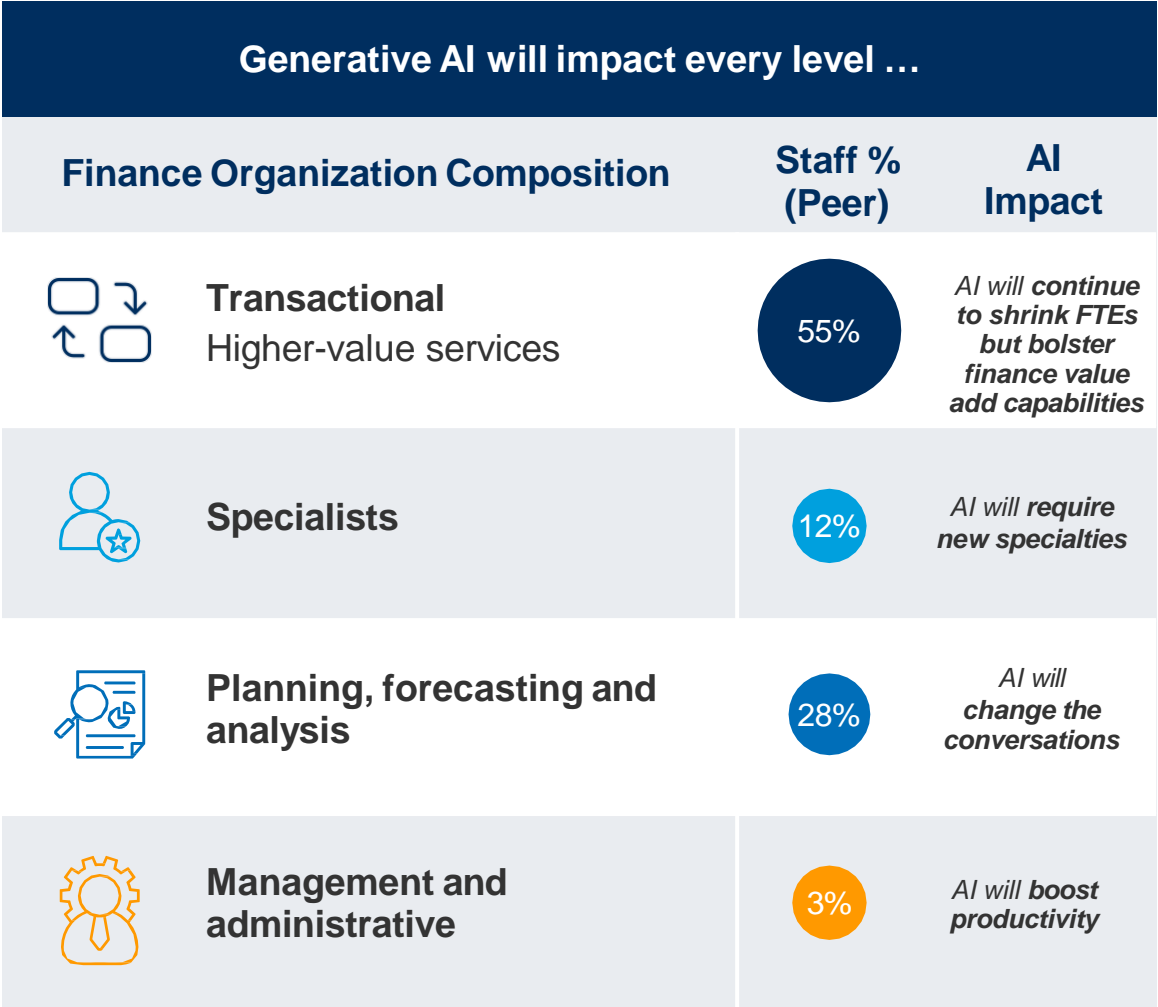 Generative AI will impact every level …
Finance Organization Composition
Staff %
(Peer)
AI
Impact
Transactional
Higher-value services
55%
AI will continue
to shrink FTEs
but bolster
finance value
add capabilities
Specialists
12%
AI will require
new specialties
Planning, forecasting and
analysis
28%
AI will
change the
conversations
Management and
administrative
3%
AI will boost
productivity